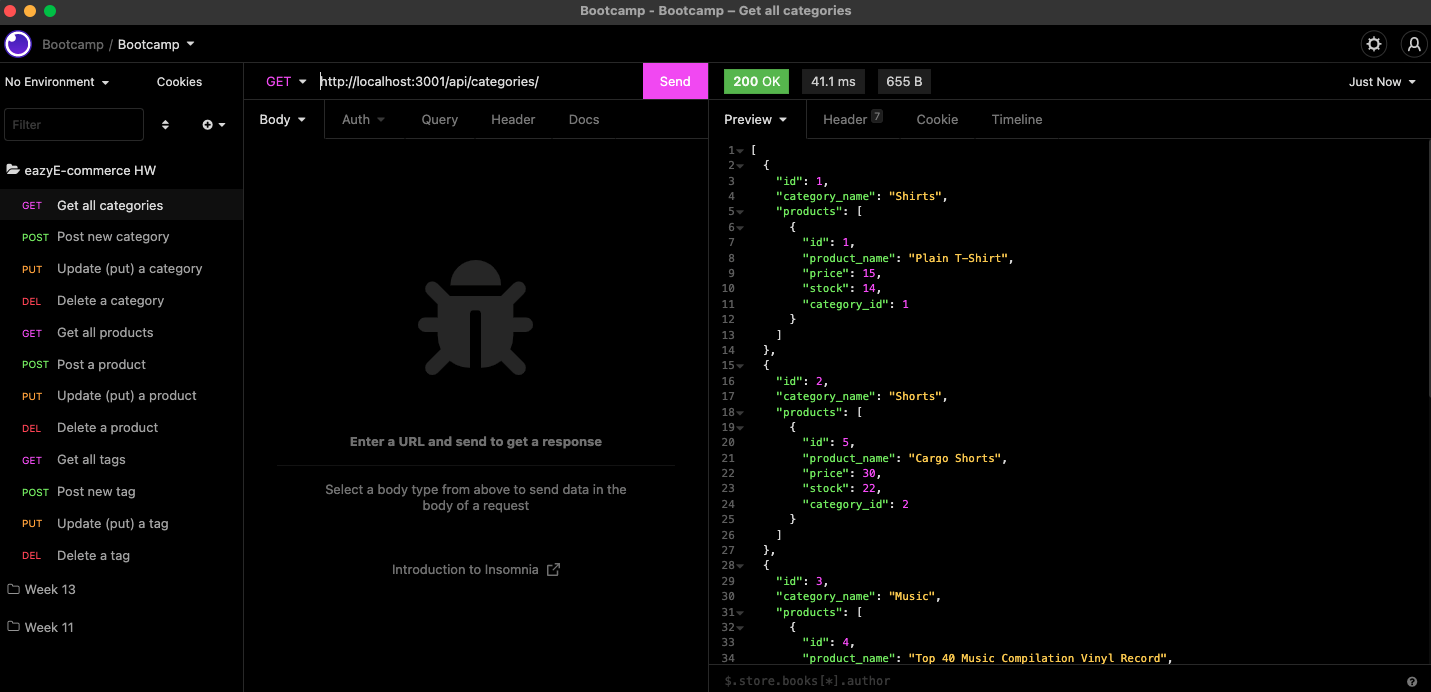 Bootcamp - Bootcamp – Get all categories
Bootcamp / Bootcamp
No Environment
Cookies
Filter
eazyE-commerce HW
GET Get all categories
POST Post new category
PUT Update (put) a category
DEL Delete a category
GET Get all products
POST Post a product
PUT Update (put) a product
DEL Delete a product
GET Get all tags
POST Post new tag
PUT Update (put) a tag
DEL Delete a tag
Week 13
Week 11
GET http://localhost:3001/api/categories/ Send
Body Auth Query Header Docs
Enter a URL and send to get a response
Select a body type from above to send data in the
body of a request
Introduction to Insomnia
200 OK 41.1 ms 655 B Just Now
Preview Header 7 Cookie Timeline
1 [
2 {
3 "id": 1,
4 "category_name": "Shirts",
5 "products": [
6 {
7 "id": 1,
8 "product_name": "Plain T-Shirt",
9 "price": 15,
10 "stock": 14,
11 "category_id": 1
12 }
13 ]
14 },
15 {
16 "id": 2,
17 "category_name": "Shorts",
18 "products": [
19 {
20 "id": 5,
21 "product_name": "Cargo Shorts",
22 "price": 30,
23 "stock": 22,
24 "category_id": 2
25 }
26 ]
27 },
28 {
29 "id": 3,
30 "category_name": "Music",
31 "products": [
32 {
33 "id": 4,
34 "product_name": "Top 40 Music Compilation Vinyl Record",
$.store.books[*].author